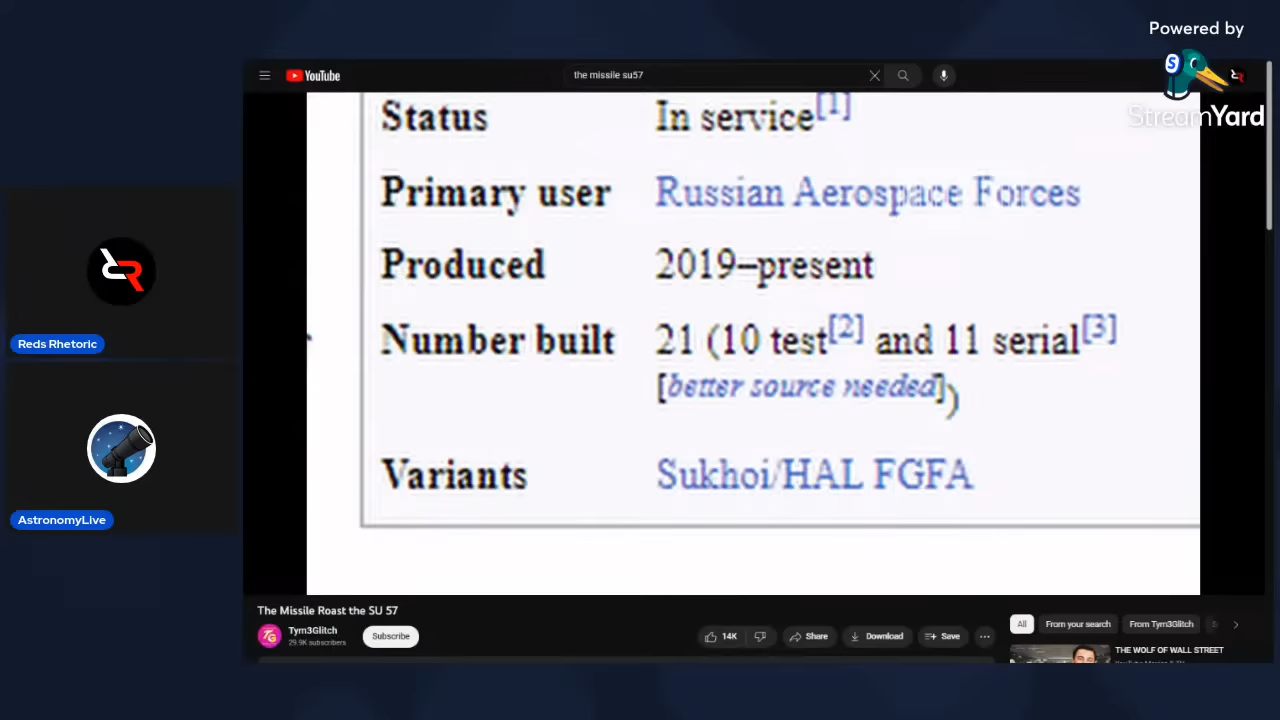 Powered by
StreamYard
YouTube
the missile su57
Status In service[1]
Primary user Russian Aerospace Forces
Produced 2019–present
Number built 21 (10 test[2] and 11 serial[3]
[better source needed])
Variants Sukhoi/HAL FGFA
Reds Rhetoric
AstronomyLive
The Missile Roast the SU 57
Tym3Glitch
29.9K subscribers
Subscribe
14K
Share
Download
Save
All
From your search
From Tym3Glitch
THE WOLF OF WALL STREET